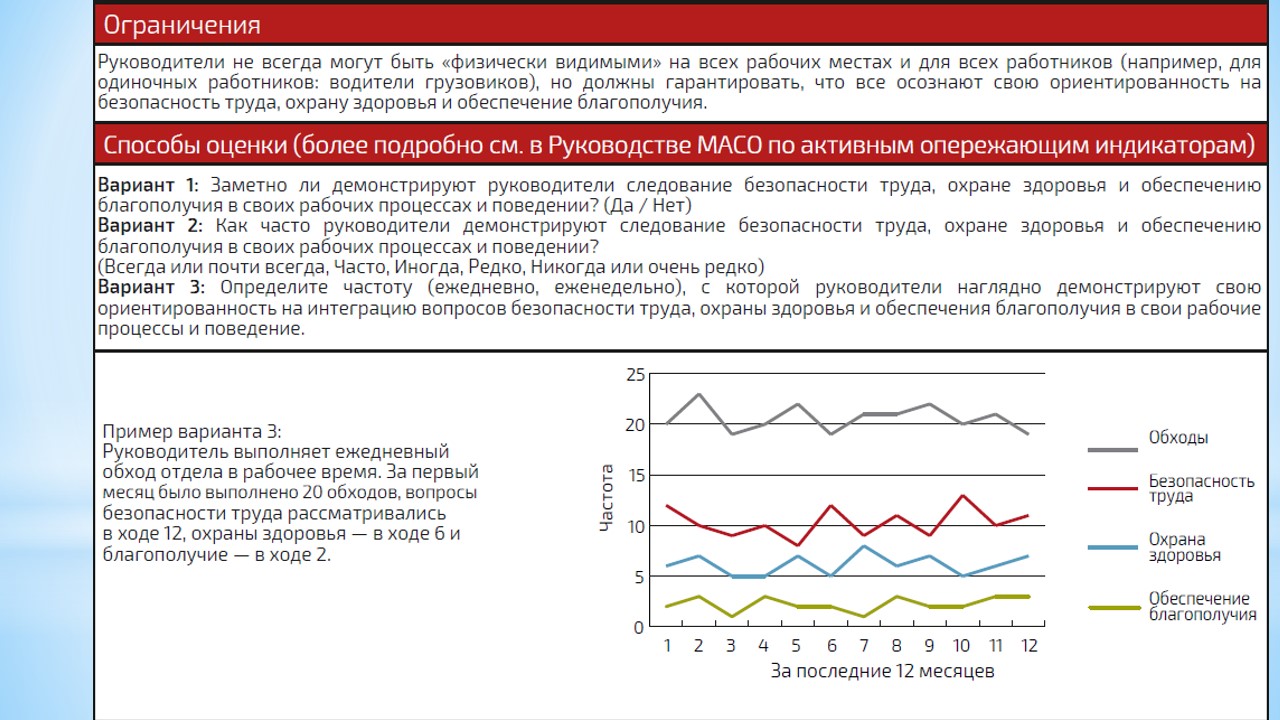 Ограничения
Руководители не всегда могут быть «физически видимыми» на всех рабочих местах и для всех работников (например, для
одиночных работников: водители грузовиков), но должны гарантировать, что все осознают свою ориентированность на
безопасность труда, охрану здоровья и обеспечение благополучия.
Способы оценки (более подробно см. в Руководстве МАСО по активным опережающим индикаторам)
Вариант 1: Заметно ли демонстрируют руководители следование безопасности труда, охране здоровья и обеспечению
благополучия в своих рабочих процессах и поведении? (Да / Нет)
Вариант 2: Как часто руководители демонстрируют следование безопасности труда, охране здоровья и обеспечению
благополучия в своих рабочих процессах и поведении?
(Всегда или почти всегда, Часто, Иногда, Редко, Никогда или очень редко)
Вариант 3: Определите частоту (ежедневно, еженедельно), с которой руководители наглядно демонстрируют свою
ориентированность на интеграцию вопросов безопасности труда, охраны здоровья и обеспечения благополучия в свои рабочие
процессы и поведение.
Пример варианта 3:
Руководитель выполняет ежедневный
обход отдела в рабочее время. За первый
месяц было выполнено 20 обходов, вопросы
безопасности труда рассматривались
в ходе 12, охраны здоровья — в ходе 6 и
благополучие — в ходе 2.
Частота
25
20
15
10
5
0
1 2 3 4 5 6 7 8 9 10 11 12
За последние 12 месяцев
Обходы
Безопасность
труда
Охрана
здоровья
Обеспечение
благополучия